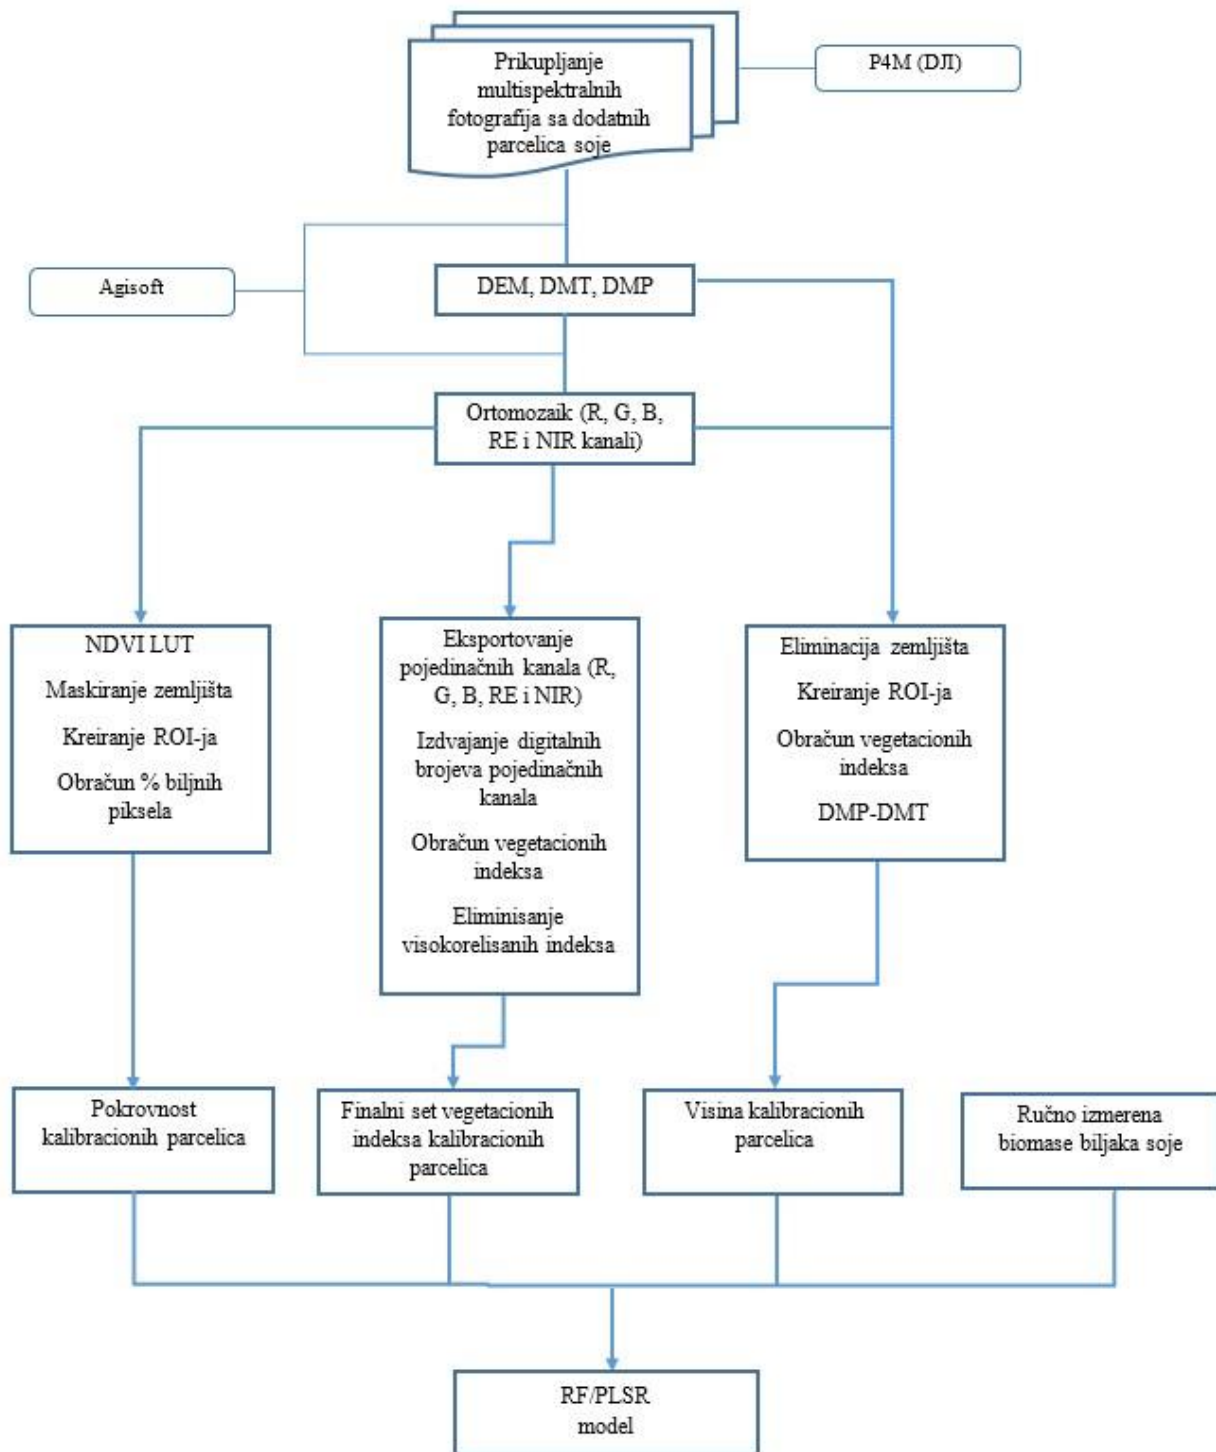 Prikupljanje
multispektralnih
fotografija sa dodatnih
parcelica soje
P4M (DJI)
Agisoft
DEM, DMT, DMP
Ortomozaik (R, G, B,
RE i NIR kanali)
NDVI LUT
Maskiranje zemljišta
Kreiranje ROI-ja
Obračun % biljnih
piksela
Eksportovanje
pojedinačnih kanala (R,
G, B, RE i NIR)
Izdvajanje digitalnih
brojeva pojedinačnih
kanala
Obračun vegetacionih
indeksa
Eliminisanje
visokorelisanih indeksa
Eliminacija zemljišta
Kreiranje ROI-ja
Obračun vegetacionih
indeksa
DMP-DMT
Pokrovnost
kalibracionih parcelica
Finalni set vegetacionih
indeksa kalibracionih
parcelica
Visina kalibracionih
parcelica
Ručno izmerena
biomase biljaka soje
RF/PLSR
model